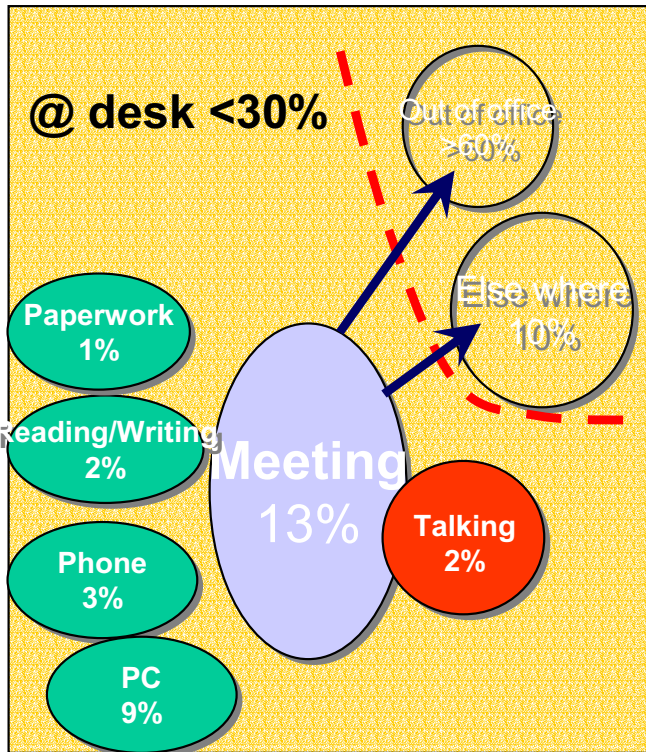 @ desk <30%
Out of office
>60%
Else where
10%
Paperwork
1%
Reading/Writing
2%
Meeting
13%
Talking
2%
Phone
3%
PC
9%